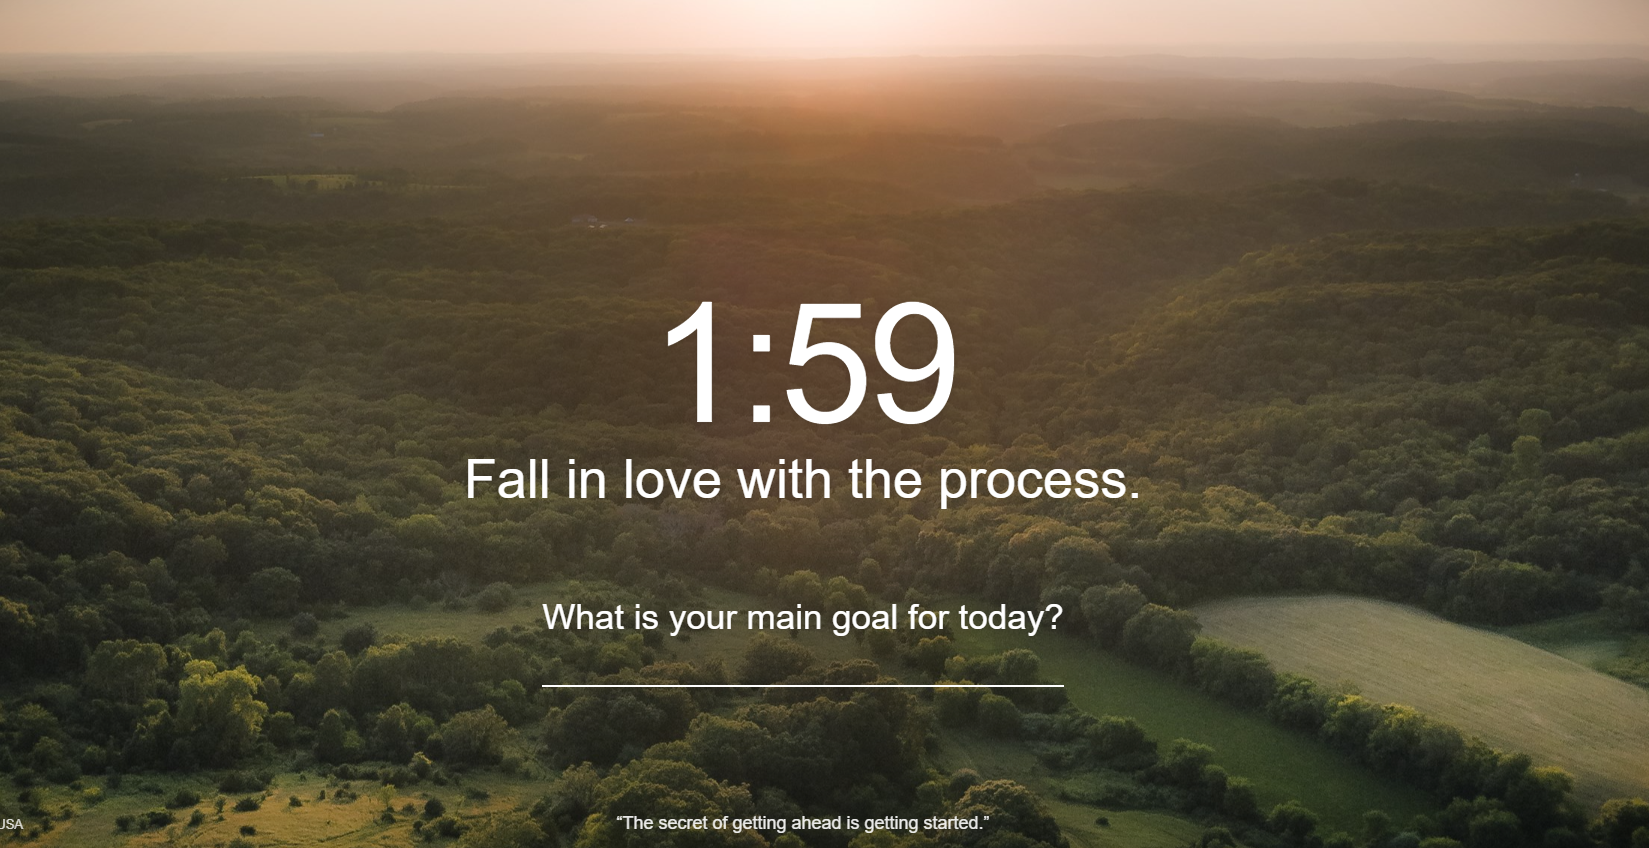 1:59
Fall in love with the process.
What is your main goal for today?
“The secret of getting ahead is getting started.”